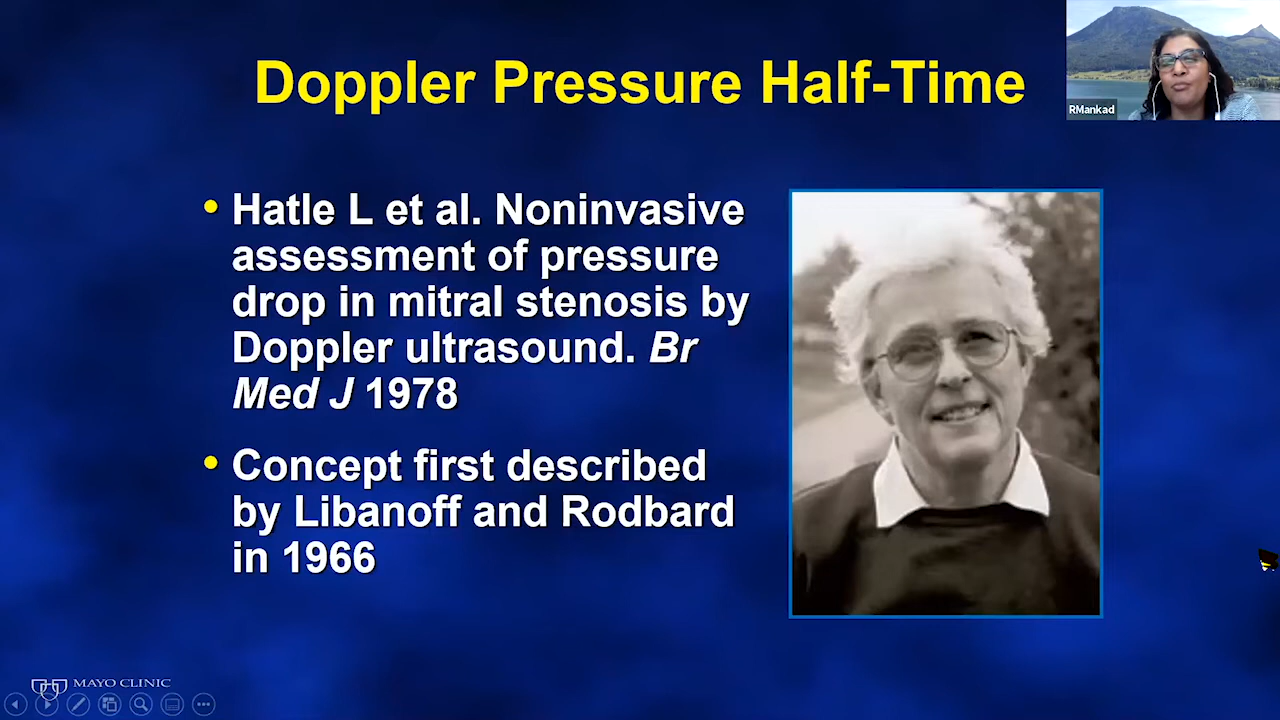 Doppler Pressure Half-Time
RMankad
• Hatle L et al. Noninvasive
assessment of pressure
drop in mitral stenosis by
Doppler ultrasound. Br
Med J 1978
• Concept first described
by Libanoff and Rodbard
in 1966
MAYO CLINIC